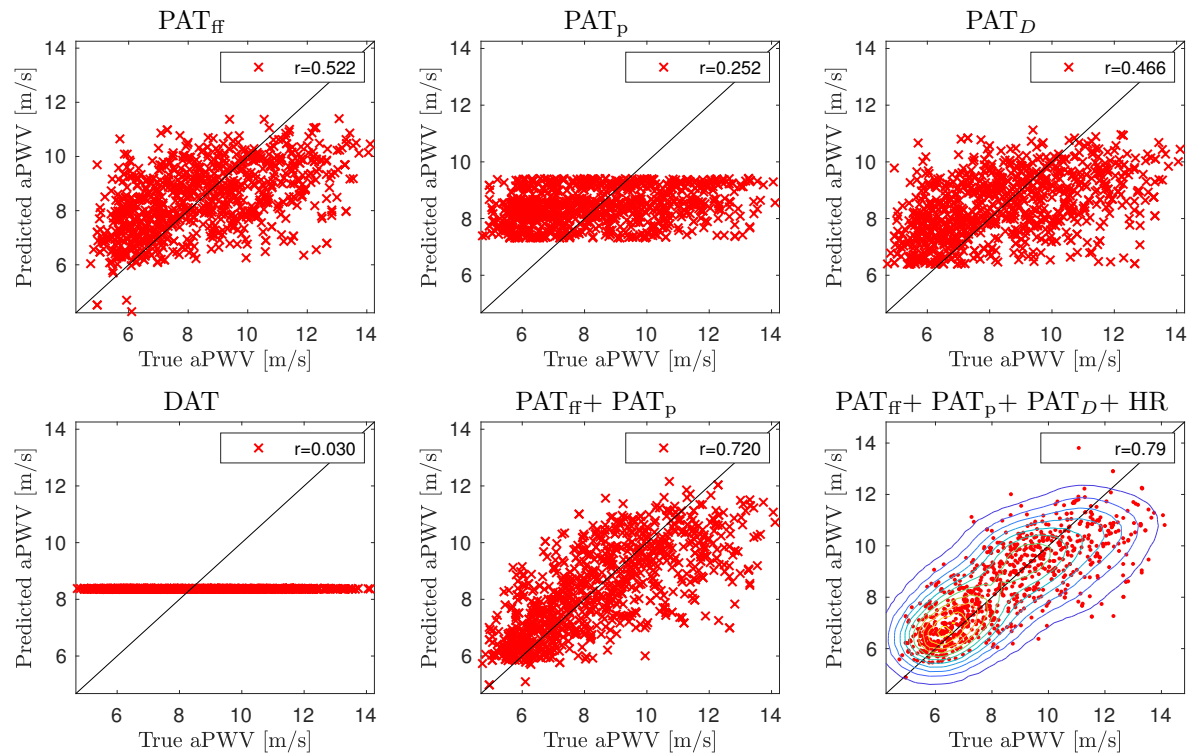 PAT_ff
r=0.522
14
12
10
8
6
Predicted aPWV [m/s]
6 8 10 12 14
True aPWV [m/s]
PAT_p
r=0.252
14
12
10
8
6
Predicted aPWV [m/s]
6 8 10 12 14
True aPWV [m/s]
PAT_D
r=0.466
14
12
10
8
6
Predicted aPWV [m/s]
6 8 10 12 14
True aPWV [m/s]
DAT
r=0.030
14
12
10
8
6
Predicted aPWV [m/s]
6 8 10 12 14
True aPWV [m/s]
PAT_ff+ PAT_p
r=0.720
14
12
10
8
6
Predicted aPWV [m/s]
6 8 10 12 14
True aPWV [m/s]
PAT_ff+ PAT_p+ PAT_D+ HR
r=0.79
14
12
10
8
6
Predicted aPWV [m/s]
6 8 10 12 14
True aPWV [m/s]